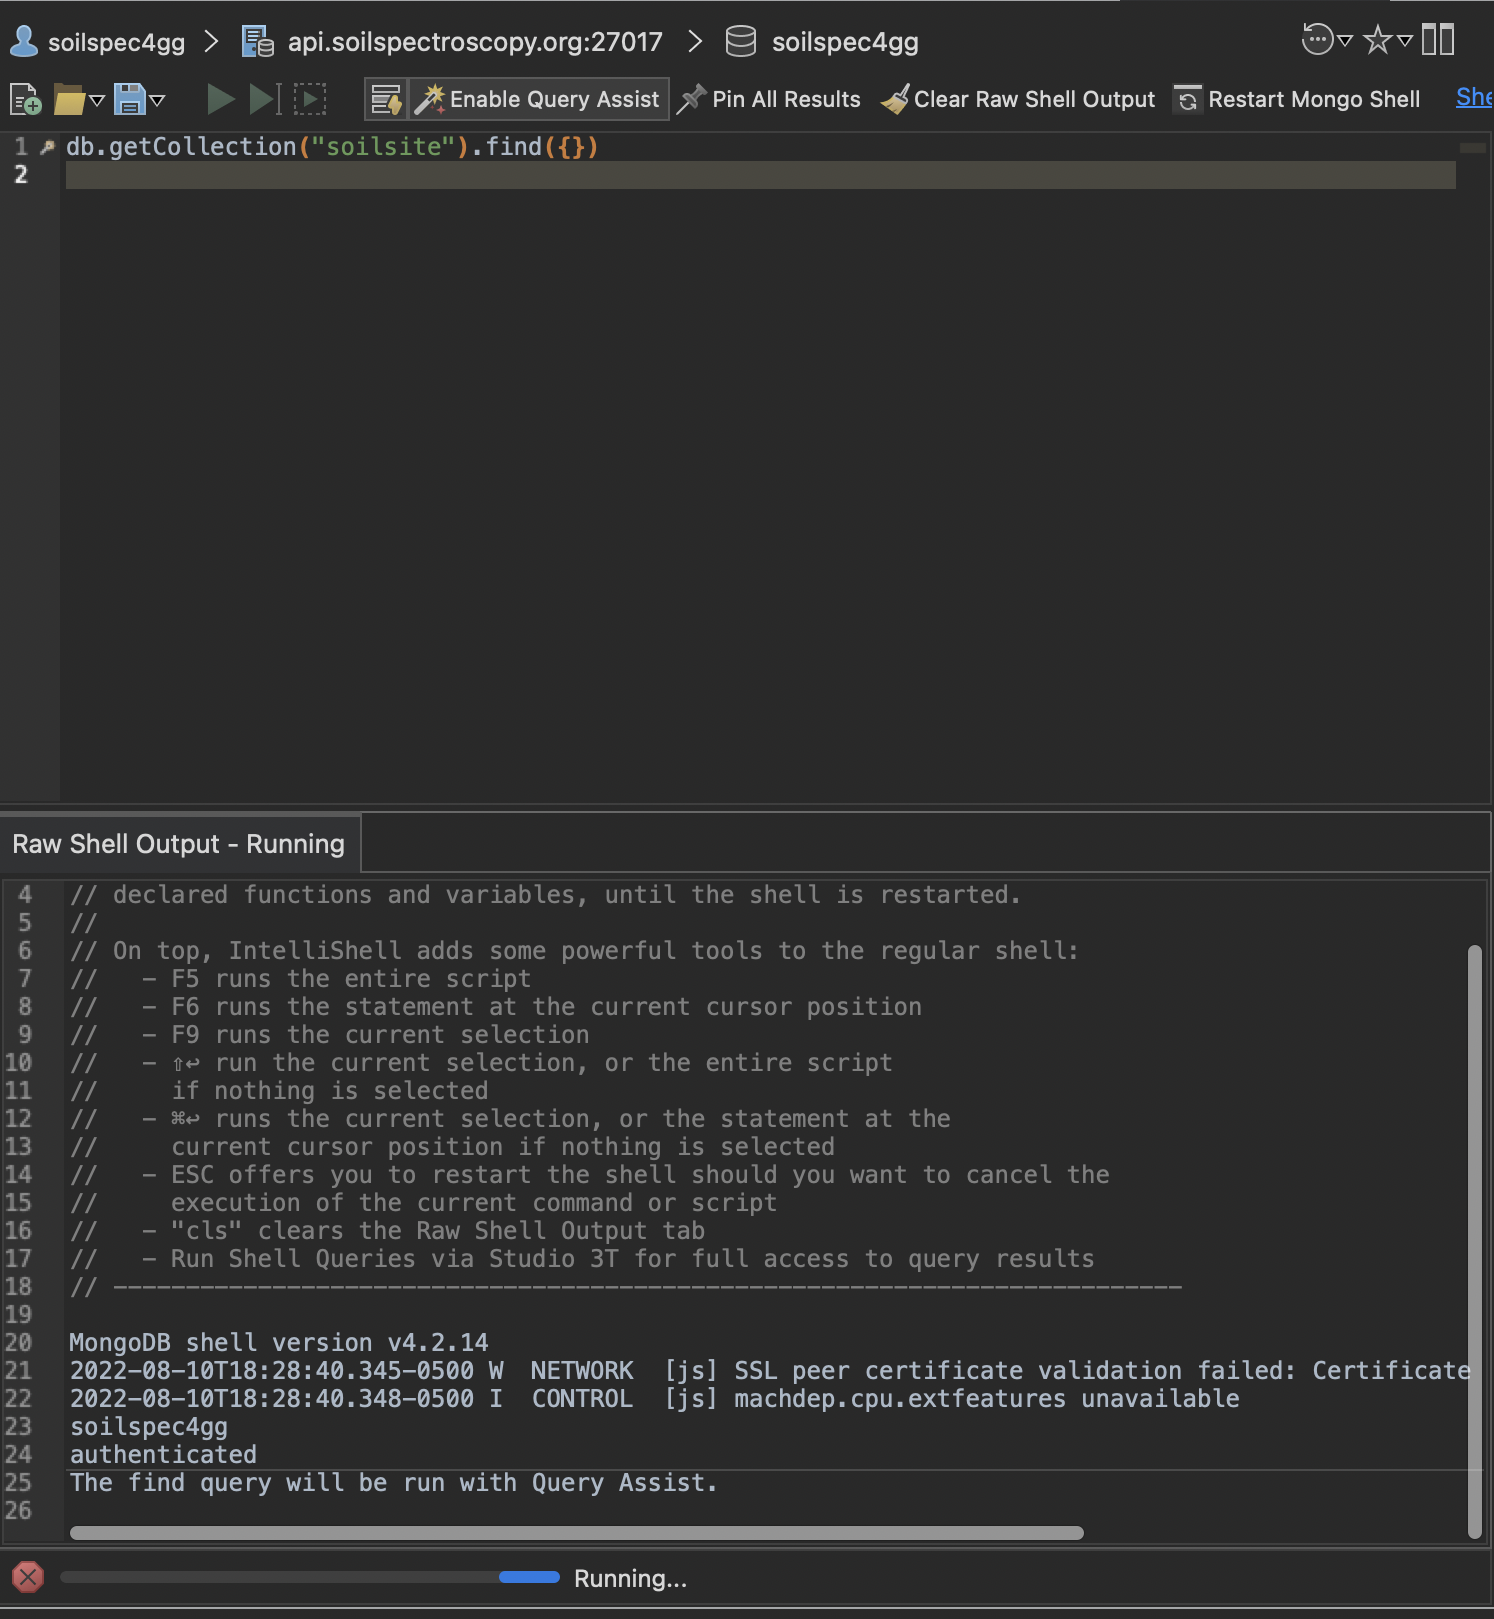 soilspec4gg > api.soilspectroscopy.org:27017 > soilspec4gg
Enable Query Assist Pin All Results Clear Raw Shell Output Restart Mongo Shell She
1 db.getCollection("soilsite").find({})
2
Raw Shell Output - Running
4 // declared functions and variables, until the shell is restarted.
5 //
6 // On top, IntelliShell adds some powerful tools to the regular shell:
7 //   - F5 runs the entire script
8 //   - F6 runs the statement at the current cursor position
9 //   - F9 runs the current selection
10 //   - ⇧↩ run the current selection, or the entire script
11 //     if nothing is selected
12 //   - ⌘↩ runs the current selection, or the statement at the
13 //     current cursor position if nothing is selected
14 //   - ESC offers you to restart the shell should you want to cancel the
15 //     execution of the current command or script
16 //   - "cls" clears the Raw Shell Output tab
17 //   - Run Shell Queries via Studio 3T for full access to query results
18 // --------------------------------------------------------------------------
19
20 MongoDB shell version v4.2.14
21 2022-08-10T18:28:40.345-0500 W  NETWORK  [js] SSL peer certificate validation failed: Certificate
22 2022-08-10T18:28:40.348-0500 I  CONTROL  [js] machdep.cpu.extfeatures unavailable
23 soilspec4gg
24 authenticated
25 The find query will be run with Query Assist.
26
Running...